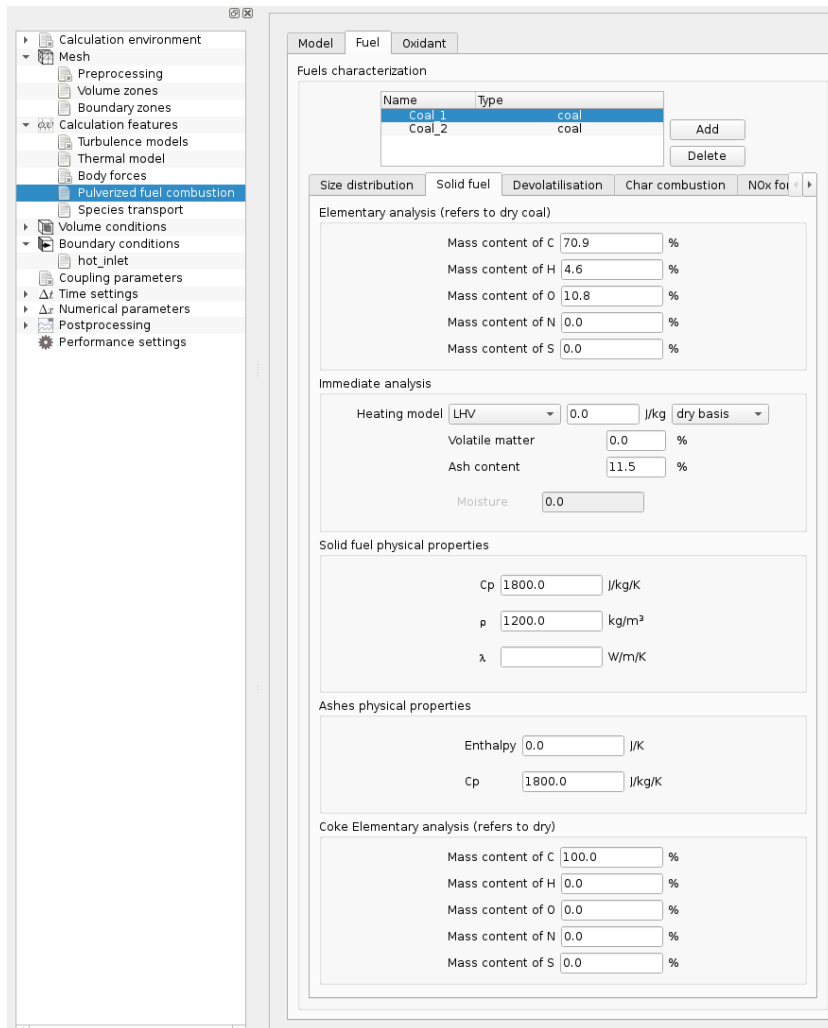 Calculation environment
Mesh
Preprocessing
Volume zones
Boundary zones
Calculation features
Turbulence models
Thermal model
Body forces
Pulverized fuel combustion
Species transport
Volume conditions
Boundary conditions
hot_inlet
Coupling parameters
Δt Time settings
Δx Numerical parameters
Postprocessing
Performance settings
Model Fuel Oxidant
Fuels characterization
Name Type
Coal_1 coal
Coal_2 coal
Add
Delete
Size distribution Solid fuel Devolatilisation Char combustion NOx for
Elementary analysis (refers to dry coal)
Mass content of C 70.9 %
Mass content of H 4.6 %
Mass content of O 10.8 %
Mass content of N 0.0 %
Mass content of S 0.0 %
Immediate analysis
Heating model LHV 0.0 J/kg dry basis
Volatile matter 0.0 %
Ash content 11.5 %
Moisture 0.0
Solid fuel physical properties
Cp 1800.0 J/kg/K
ρ 1200.0 kg/m³
λ W/m/K
Ashes physical properties
Enthalpy 0.0 J/K
Cp 1800.0 J/kg/K
Coke Elementary analysis (refers to dry)
Mass content of C 100.0 %
Mass content of H 0.0 %
Mass content of O 0.0 %
Mass content of N 0.0 %
Mass content of S 0.0 %